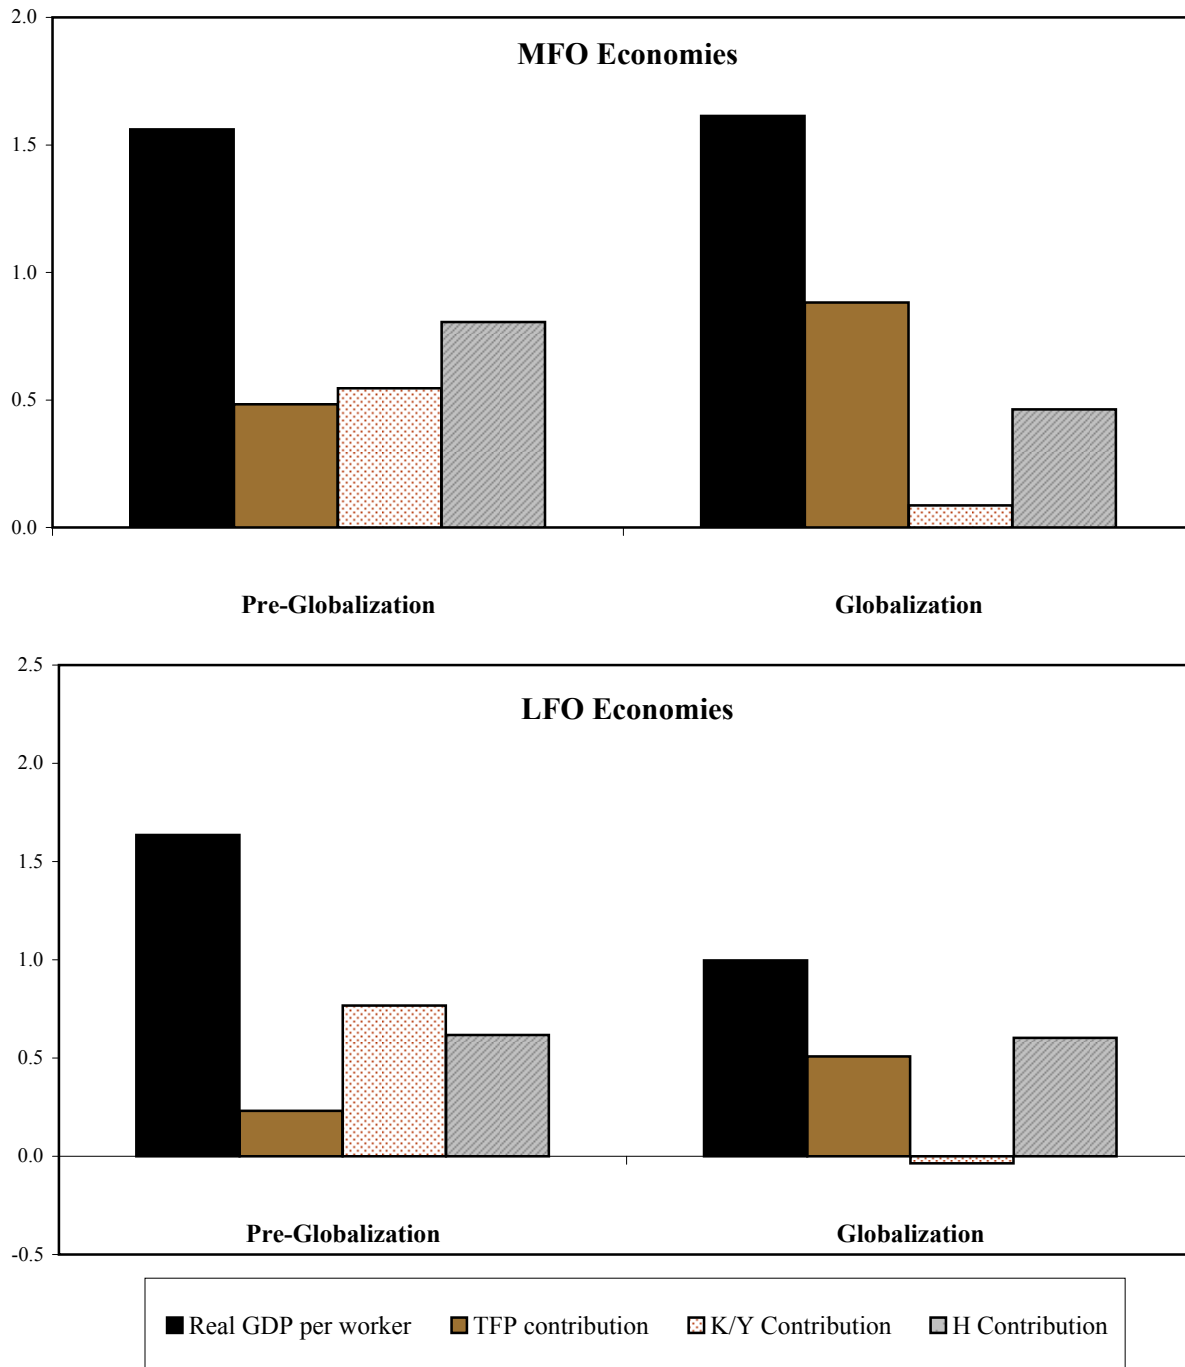 2.0
MFO Economies
1.5
1.0
0.5
0.0
Pre-Globalization Globalization
2.5
LFO Economies
2.0
1.5
1.0
0.5
0.0
Pre-Globalization Globalization
-0.5
Real GDP per worker TFP contribution K/Y Contribution H Contribution